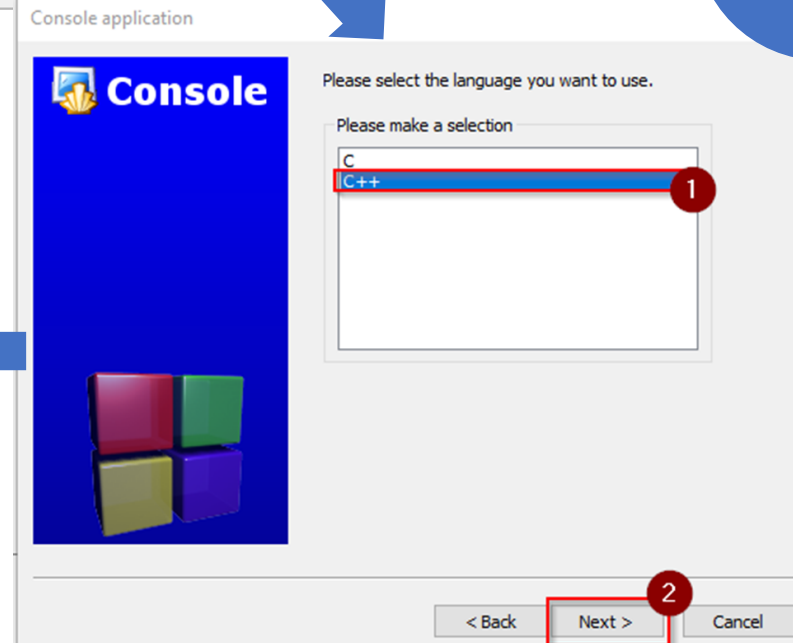 Console application
Console
Please select the language you want to use.
Please make a selection
C
C++
1
2
< Back
Next >
Cancel